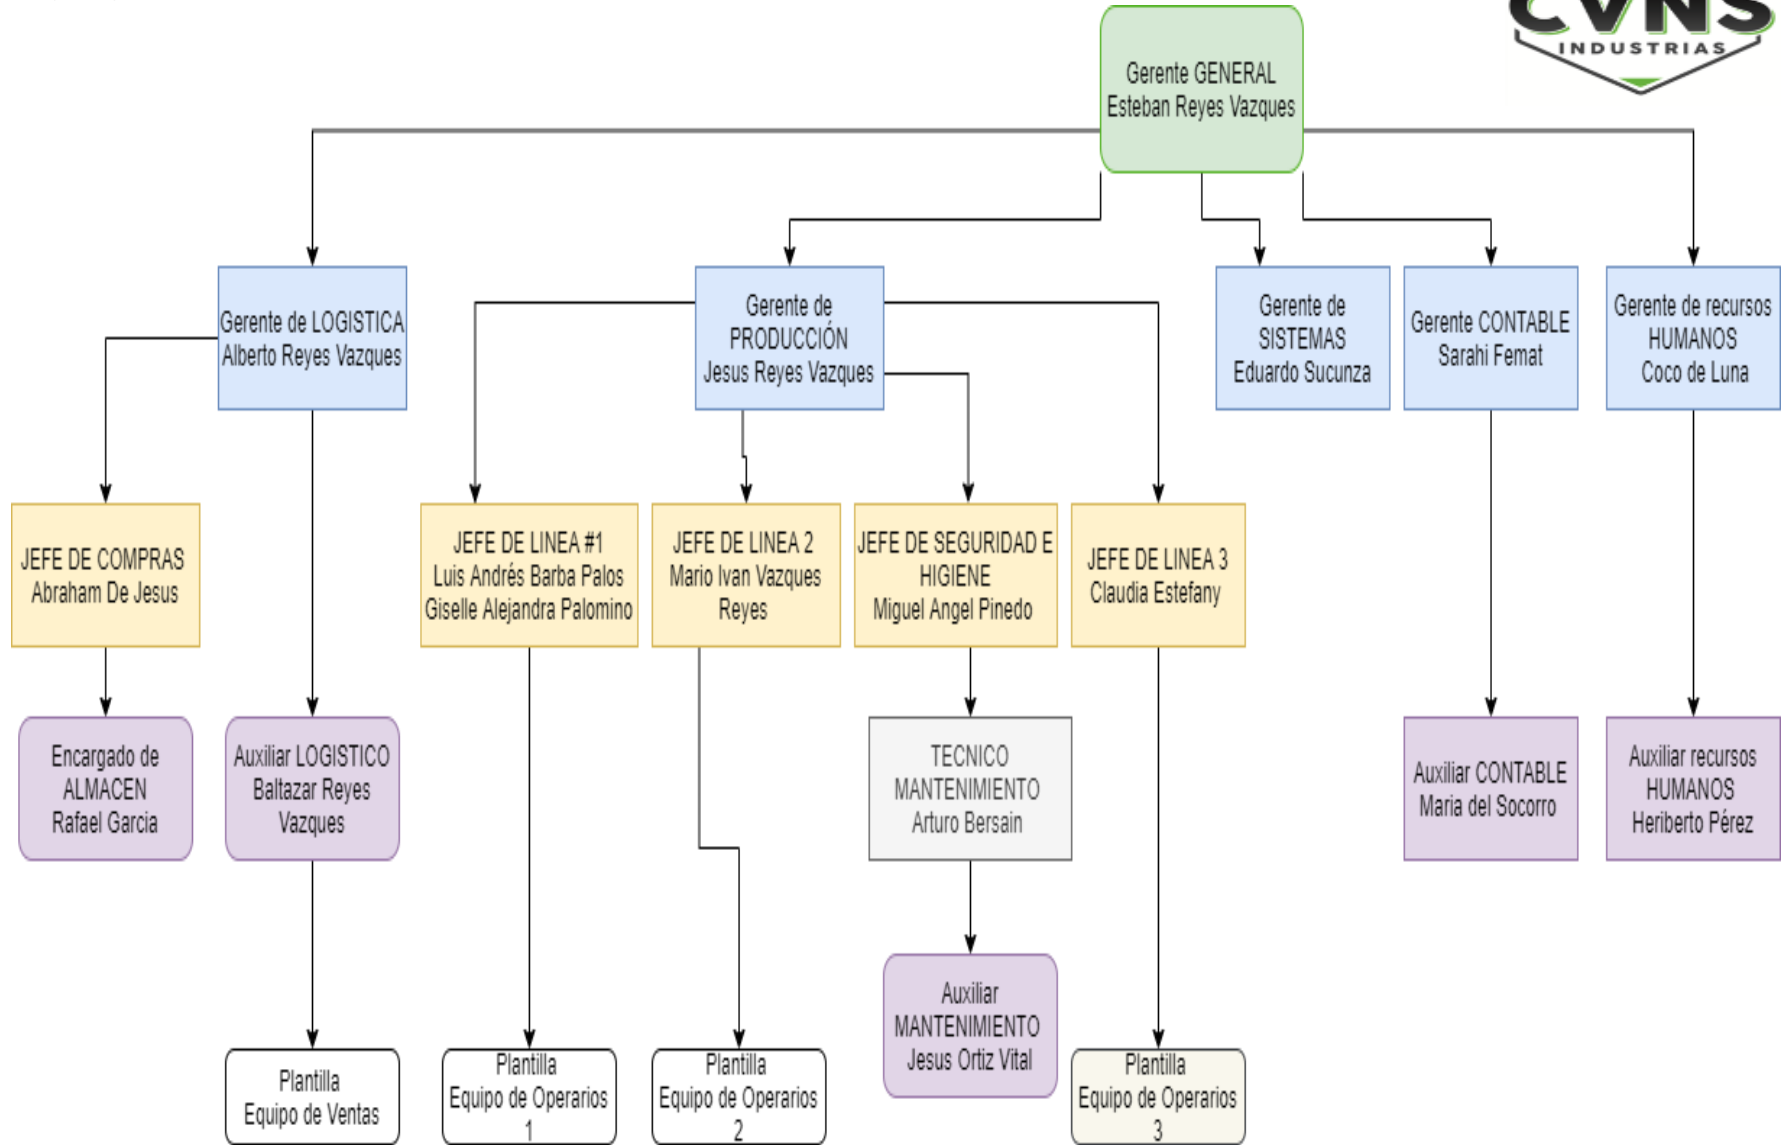 CVNS
INDUSTRIAS
Gerente GENERAL
Esteban Reyes Vazques
Gerente de LOGISTICA
Alberto Reyes Vazques
Gerente de
PRODUCCIÓN
Jesus Reyes Vazques
Gerente de
SISTEMAS
Eduardo Sucunza
Gerente CONTABLE
Sarahi Femat
Gerente de recursos
HUMANOS
Coco de Luna
JEFE DE COMPRAS
Abraham De Jesus
JEFE DE LINEA #1
Luis Andrés Barba Palos
Giselle Alejandra Palomino
JEFE DE LINEA 2
Mario Ivan Vazques
Reyes
JEFE DE SEGURIDAD E
HIGIENE
Miguel Angel Pinedo
JEFE DE LINEA 3
Claudia Estefany
Encargado de
ALMACEN
Rafael Garcia
Auxiliar LOGISTICO
Baltazar Reyes
Vazques
TECNICO
MANTENIMIENTO
Arturo Bersain
Auxiliar CONTABLE
Maria del Socorro
Auxiliar recursos
HUMANOS
Heriberto Pérez
Auxiliar
MANTENIMIENTO
Jesus Ortiz Vital
Plantilla
Equipo de Ventas
Plantilla
Equipo de Operarios
1
Plantilla
Equipo de Operarios
2
Plantilla
Equipo de Operarios
3